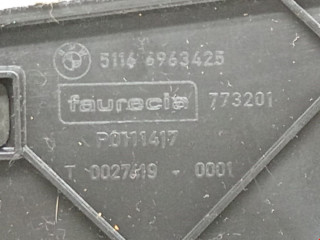 5116 6963425
faurecia 773201
P0111417
T 0027419 - 0001